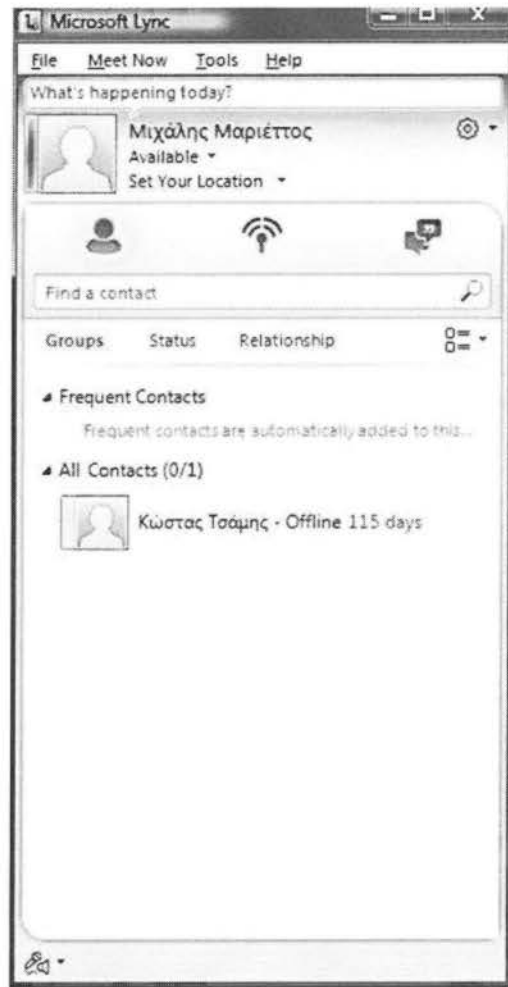 Microsoft Lync
File Meet Now Tools Help
What's happening today?
Μιχάλης Μαριέττος
Available
Set Your Location
Find a contact
Groups Status Relationship
Frequent Contacts
Frequent contacts are automatically added to this...
All Contacts (0/1)
Κώστας Τσάμης - Offline 115 days